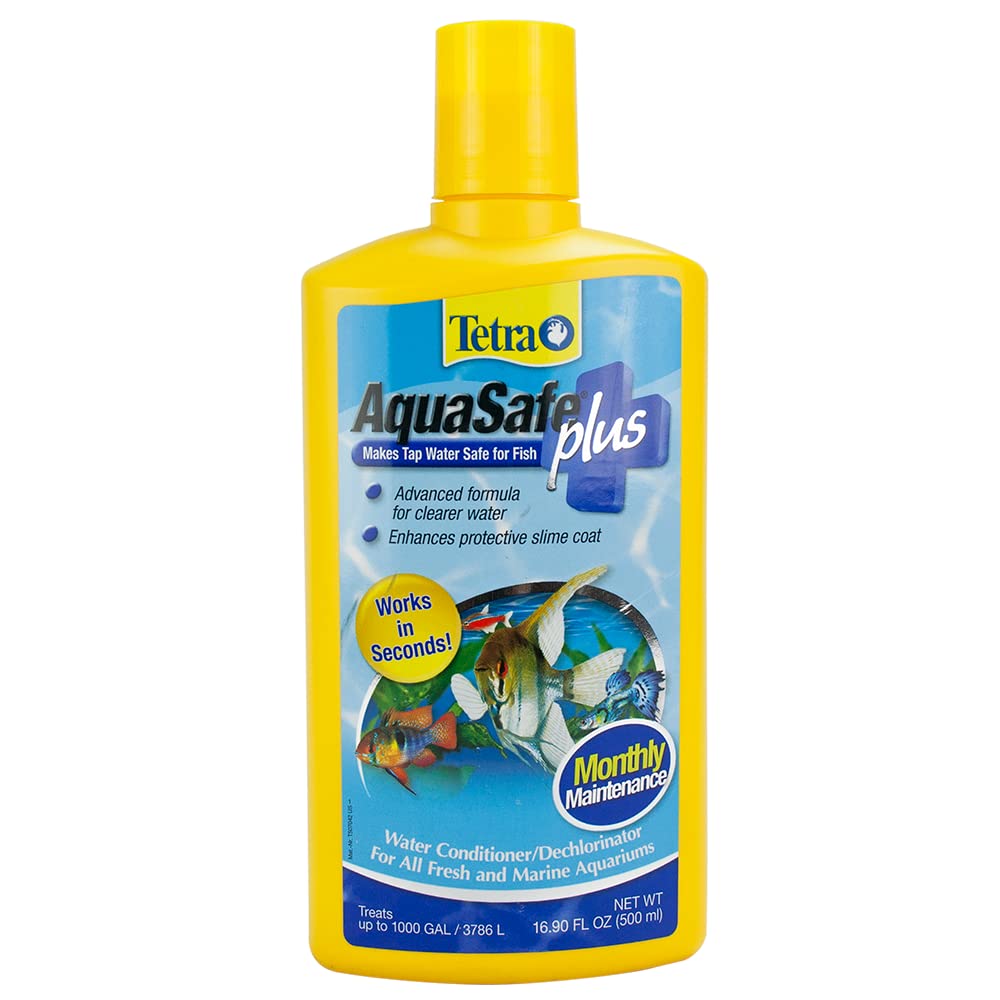 Tetra
AquaSafe®
plus
Makes Tap Water Safe for Fish
Advanced formula
for clearer water
Enhances protective slime coat
Works
in
Seconds!
Monthly
Maintenance
Water Conditioner/Dechlorinator
For All Fresh and Marine Aquariums
Treats
up to 1000 GAL / 3786 L
NET WT
16.90 FL OZ (500 ml)